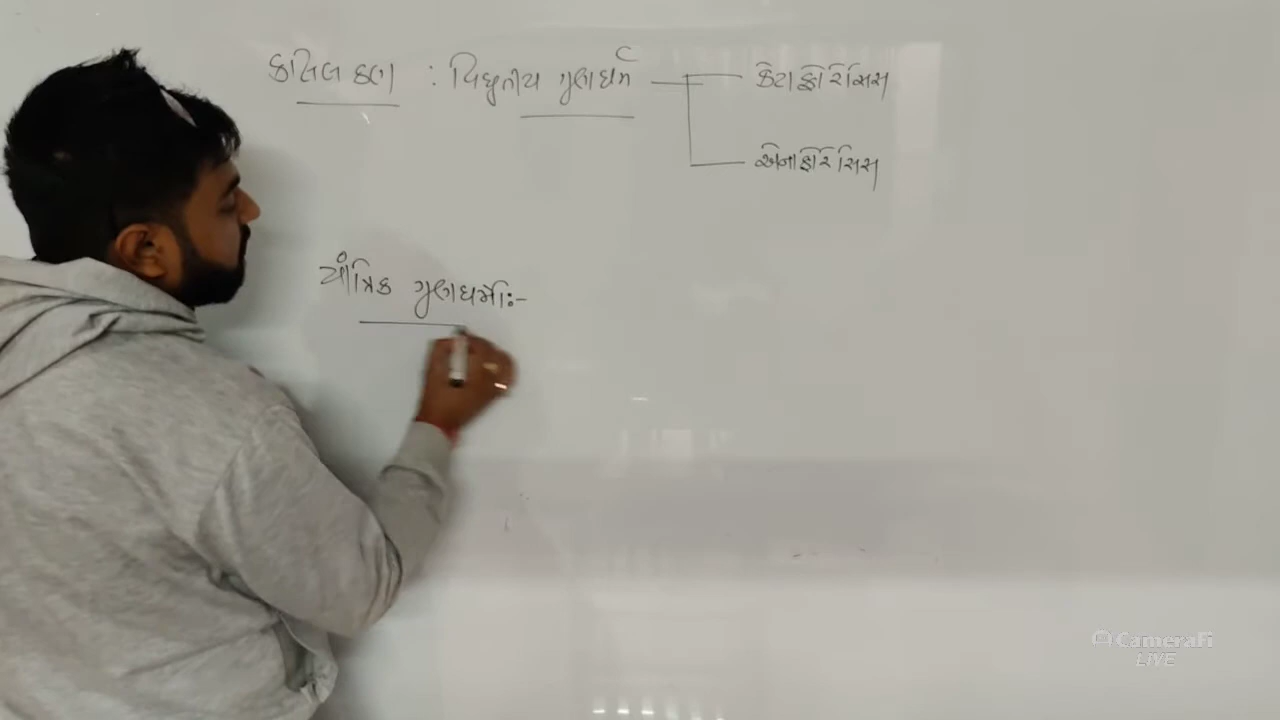 કલિલ કણ : વિદ્યુતીય ગુણધર્મ
કેટાફોરેસિસ
એનાફોરેસિસ
યાંત્રિક ગુણધર્મો:-
CameraFi
LIVE